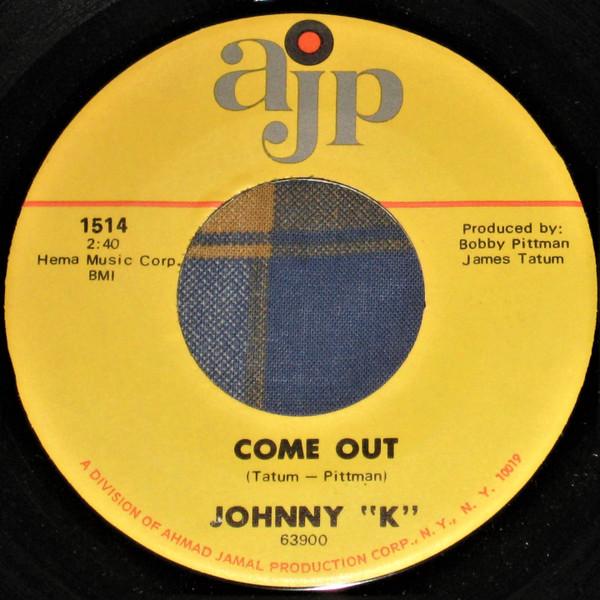 ajp
1514
2:40
Hema Music Corp.
BMI
Produced by:
Bobby Pittman
James Tatum
COME OUT
(Tatum — Pittman)
JOHNNY "K"
63900
A DIVISION OF AHMAD JAMAL PRODUCTION CORP., N. Y., N. Y. 10019